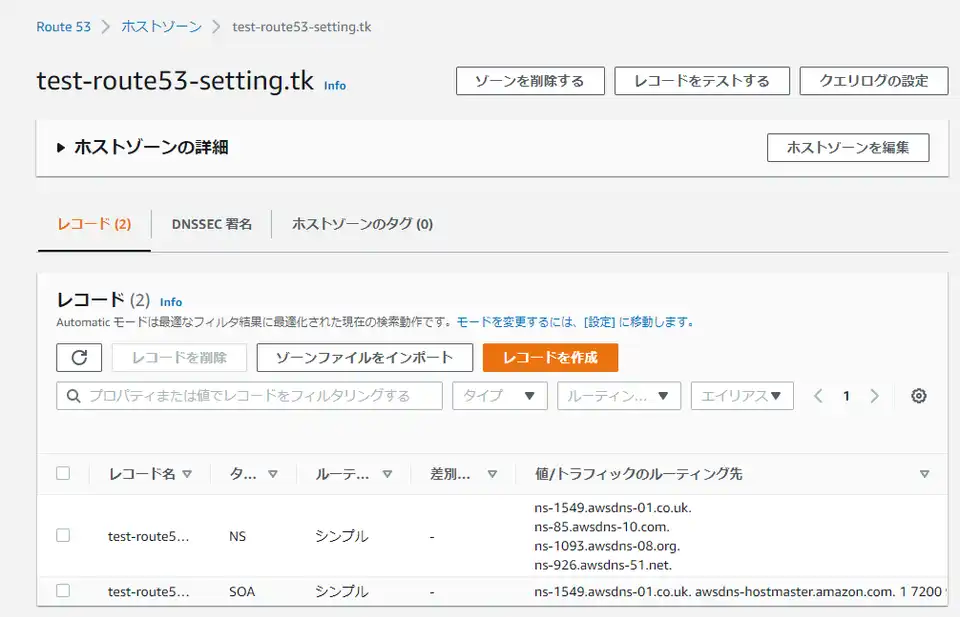 Route 53 > ホストゾーン > test-route53-setting.tk
test-route53-setting.tk Info ゾーンを削除する レコードをテストする クエリログの設定
ホストゾーンの詳細 ホストゾーンを編集
レコード (2) DNSSEC 署名 ホストゾーンのタグ (0)
レコード (2) Info
Automatic モードは最適なフィルタ結果に最適化された現在の検索動作です。モードを変更するには、[設定] に移動します。
レコードを削除 ゾーンファイルをインポート レコードを作成
プロパティまたは値でレコードをフィルタリングする タイプ ルーティン... エイリアス 1
レコード名 タ... ルーテ... 差別... 値/トラフィックのルーティング先
ns-1549.awsdns-01.co.uk.
ns-85.awsdns-10.com.
test-route5... NS シンプル -
ns-1093.awsdns-08.org.
ns-926.awsdns-51.net.
test-route5... SOA シンプル - ns-1549.awsdns-01.co.uk. awsdns-hostmaster.amazon.com. 1 7200